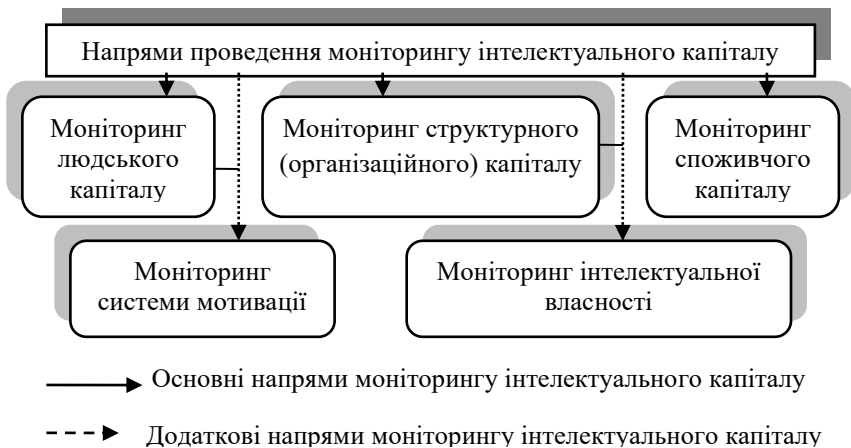 Напрями проведення моніторингу інтелектуального капіталу
Моніторинг
людського
капіталу
Моніторинг структурного
(організаційного) капіталу
Моніторинг
споживчого
капіталу
Моніторинг
системи мотивації
Моніторинг інтелектуальної
власності
Основні напрями моніторингу інтелектуального капіталу
Додаткові напрями моніторингу інтелектуального капіталу